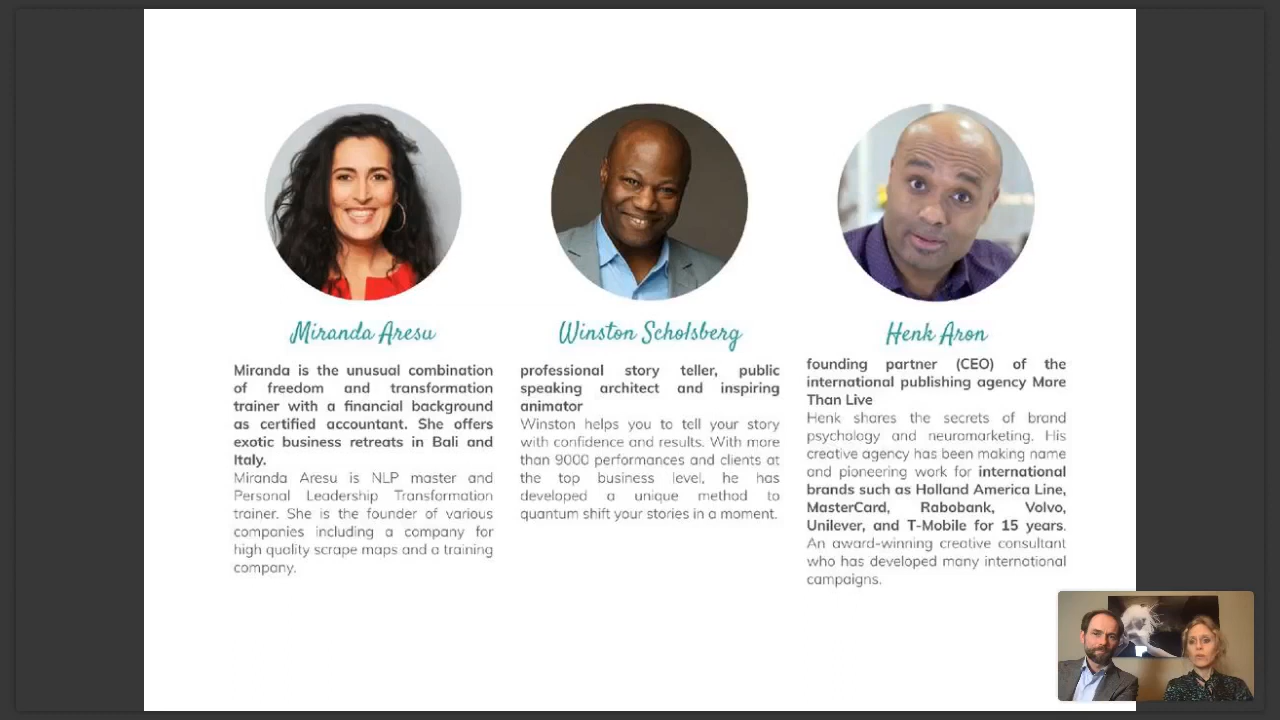 Miranda Aresu
Miranda is the unusual combination
of freedom and transformation
trainer with a financial background
as certified accountant. She offers
exotic business retreats in Bali and
Italy.
Miranda Aresu is NLP master and
Personal Leadership Transformation
trainer. She is the founder of various
companies including a company for
high quality scrape maps and a training
company.
Winston Scholsberg
professional story teller, public
speaking architect and inspiring
animator
Winston helps you to tell your story
with confidence and results. With more
than 9000 performances and clients at
the top business level, he has
developed a unique method to
quantum shift your stories in a moment.
Henk Aron
founding partner (CEO) of the
international publishing agency More
Than Live
Henk shares the secrets of brand
psychology and neuromarketing. His
creative agency has been making name
and pioneering work for international
brands such as Holland America Line,
MasterCard, Rabobank, Volvo,
Unilever, and T-Mobile for 15 years.
An award-winning creative consultant
who has developed many international
campaigns.